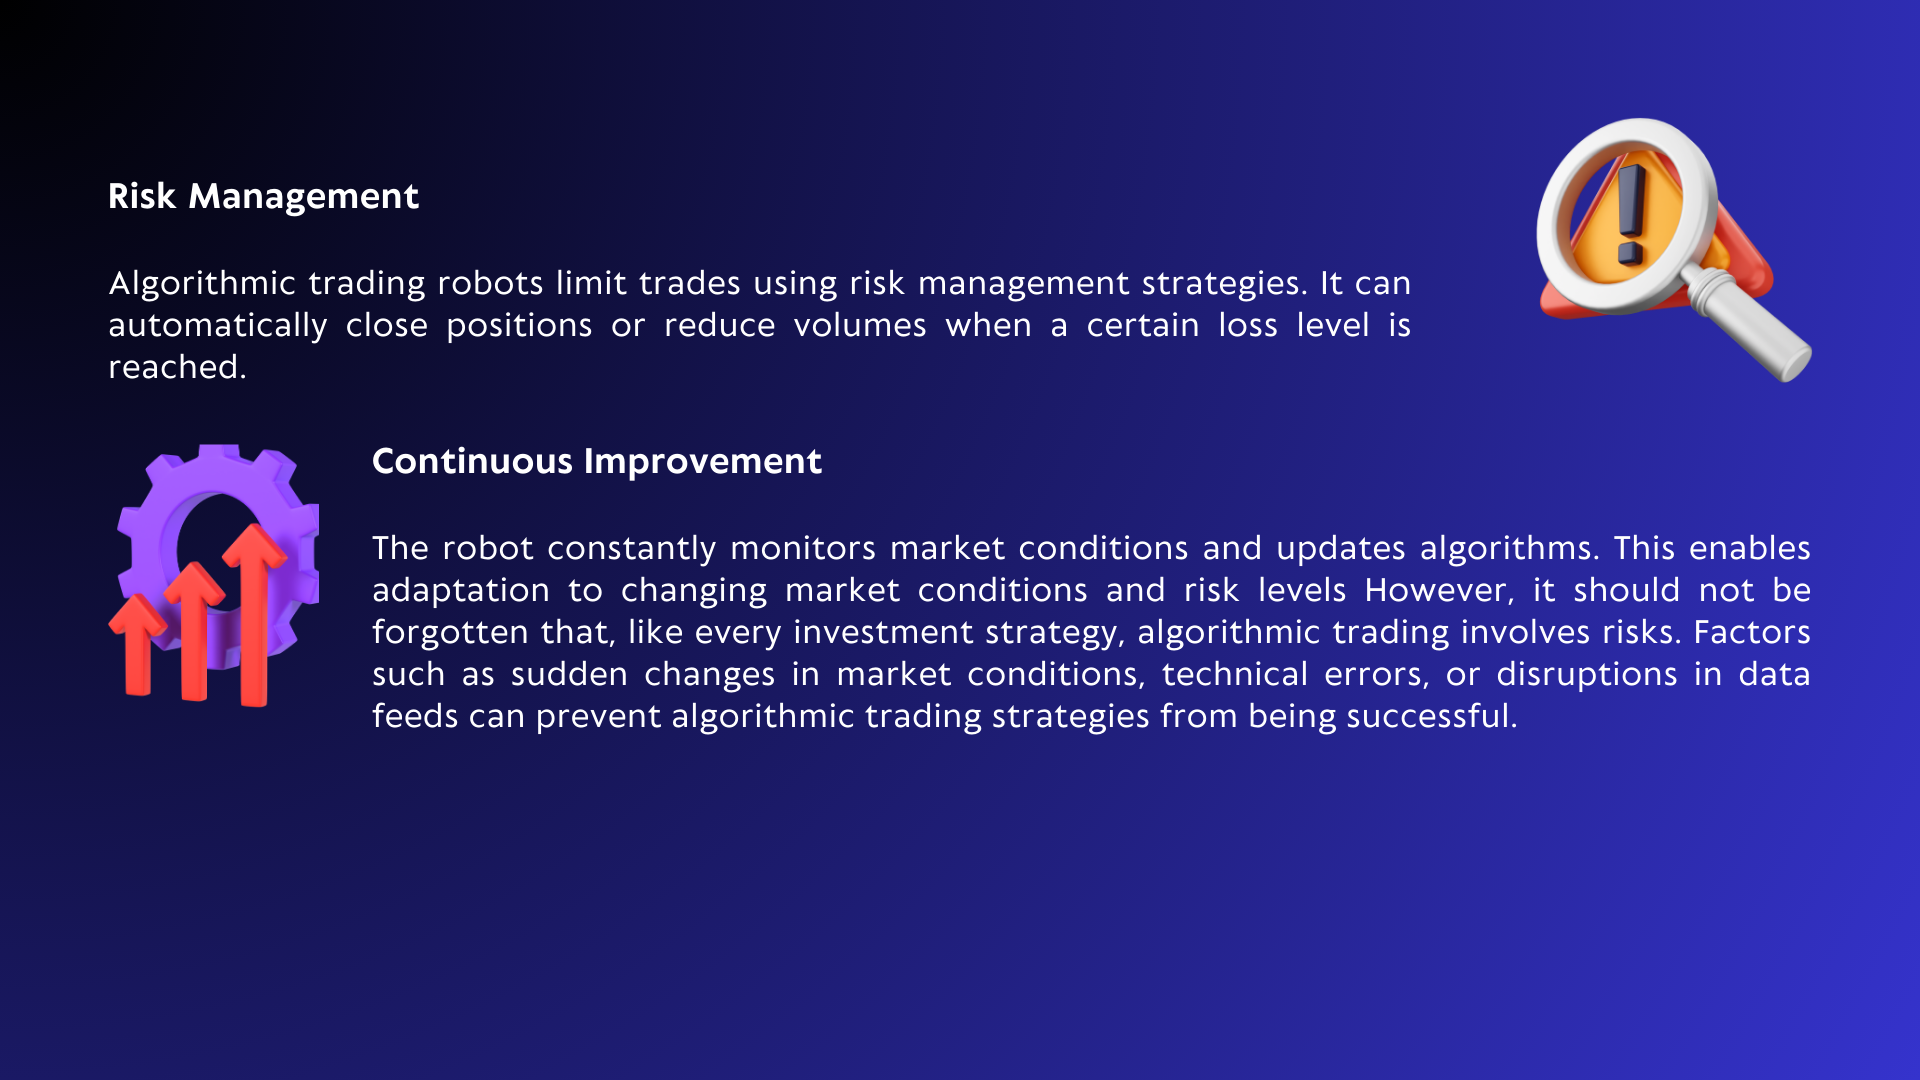 Risk Management
Algorithmic trading robots limit trades using risk management strategies. It can
automatically close positions or reduce volumes when a certain loss level is
reached.
Continuous Improvement
The robot constantly monitors market conditions and updates algorithms. This enables
adaptation to changing market conditions and risk levels However, it should not be
forgotten that, like every investment strategy, algorithmic trading involves risks. Factors
such as sudden changes in market conditions, technical errors, or disruptions in data
feeds can prevent algorithmic trading strategies from being successful.